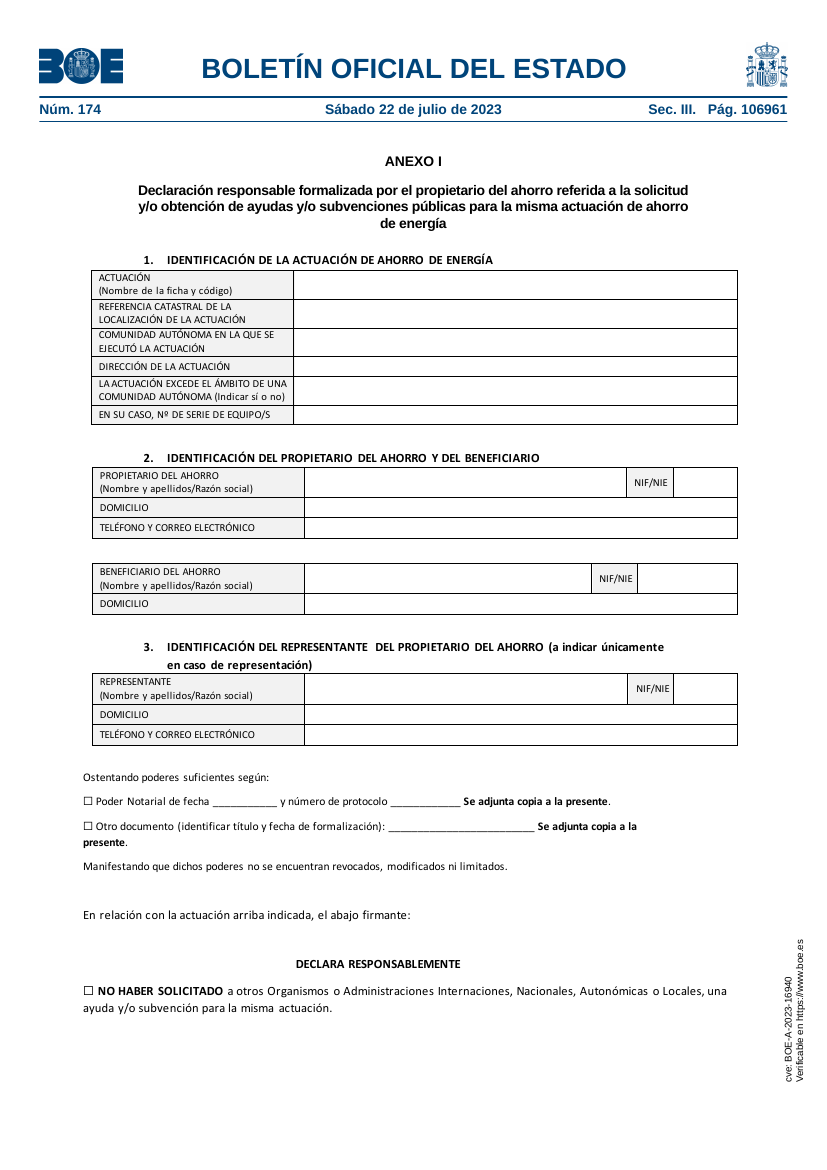 BOE
BOLETÍN OFICIAL DEL ESTADO
Núm. 174 Sábado 22 de julio de 2023 Sec. III. Pág. 106961
ANEXO I
Declaración responsable formalizada por el propietario del ahorro referida a la solicitud
y/o obtención de ayudas y/o subvenciones públicas para la misma actuación de ahorro
de energía
1. IDENTIFICACIÓN DE LA ACTUACIÓN DE AHORRO DE ENERGÍA
ACTUACIÓN
(Nombre de la ficha y código)
REFERENCIA CATASTRAL DE LA
LOCALIZACIÓN DE LA ACTUACIÓN
COMUNIDAD AUTÓNOMA EN LA QUE SE
EJECUTÓ LA ACTUACIÓN
DIRECCIÓN DE LA ACTUACIÓN
LA ACTUACIÓN EXCEDE EL ÁMBITO DE UNA
COMUNIDAD AUTÓNOMA (Indicar sí o no)
EN SU CASO, Nº DE SERIE DE EQUIPO/S
2. IDENTIFICACIÓN DEL PROPIETARIO DEL AHORRO Y DEL BENEFICIARIO
PROPIETARIO DEL AHORRO
(Nombre y apellidos/Razón social)
NIF/NIE
DOMICILIO
TELÉFONO Y CORREO ELECTRÓNICO
BENEFICIARIO DEL AHORRO
(Nombre y apellidos/Razón social)
NIF/NIE
DOMICILIO
3. IDENTIFICACIÓN DEL REPRESENTANTE DEL PROPIETARIO DEL AHORRO (a indicar únicamente
en caso de representación)
REPRESENTANTE
(Nombre y apellidos/Razón social)
NIF/NIE
DOMICILIO
TELÉFONO Y CORREO ELECTRÓNICO
Ostentando poderes suficientes según:
☐ Poder Notarial de fecha ___________ y número de protocolo ____________ Se adjunta copia a la presente.
☐ Otro documento (identificar título y fecha de formalización): _________________________ Se adjunta copia a la
presente.
Manifestando que dichos poderes no se encuentran revocados, modificados ni limitados.
En relación con la actuación arriba indicada, el abajo firmante:
DECLARA RESPONSABLEMENTE
☐ NO HABER SOLICITADO a otros Organismos o Administraciones Internaciones, Nacionales, Autonómicas o Locales, una
ayuda y/o subvención para la misma actuación.
cve: BOE-A-2023-16940
Verificable en https://www.boe.es